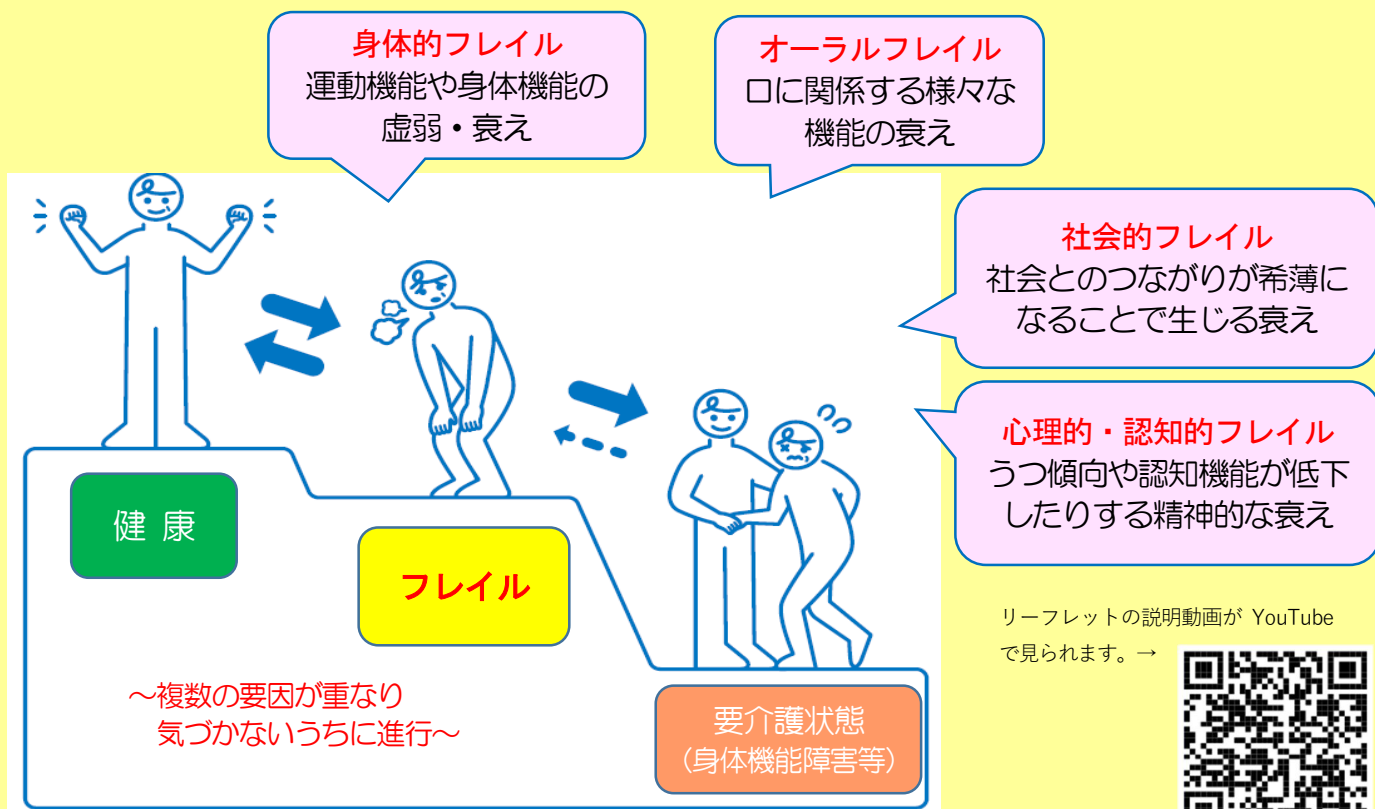 身体的フレイル
運動機能や身体機能の
虚弱・衰え
オーラルフレイル
口に関係する様々な
機能の衰え
社会的フレイル
社会とのつながりが希薄に
なることで生じる衰え
心理的・認知的フレイル
うつ傾向や認知機能が低下
したりする精神的な衰え
健 康
フレイル
～複数の要因が重なり
気づかないうちに進行～
要介護状態
（身体機能障害等）
リーフレットの説明動画が YouTube
で見られます。→